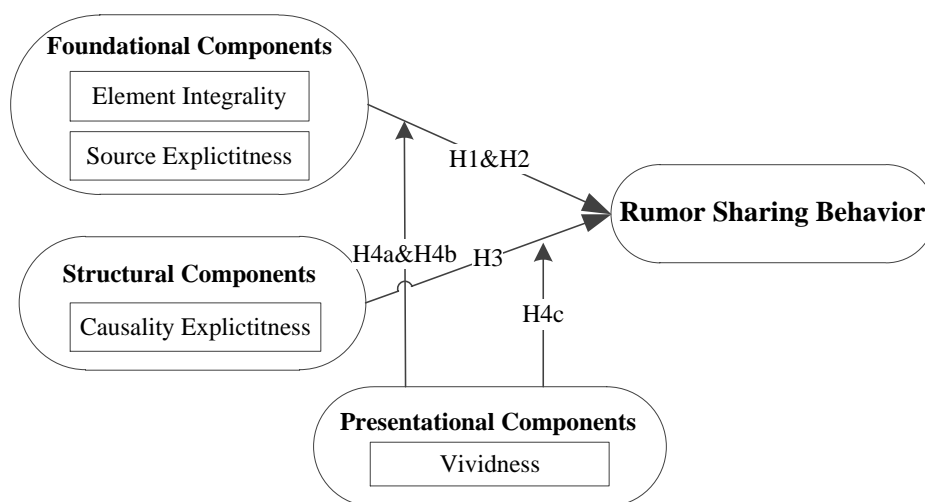 Foundational Components
Element Integrality
Source Explictitness
H1&H2
Rumor Sharing Behavior
H4a&H4b
H3
Structural Components
Causality Explictitness
H4c
Presentational Components
Vividness